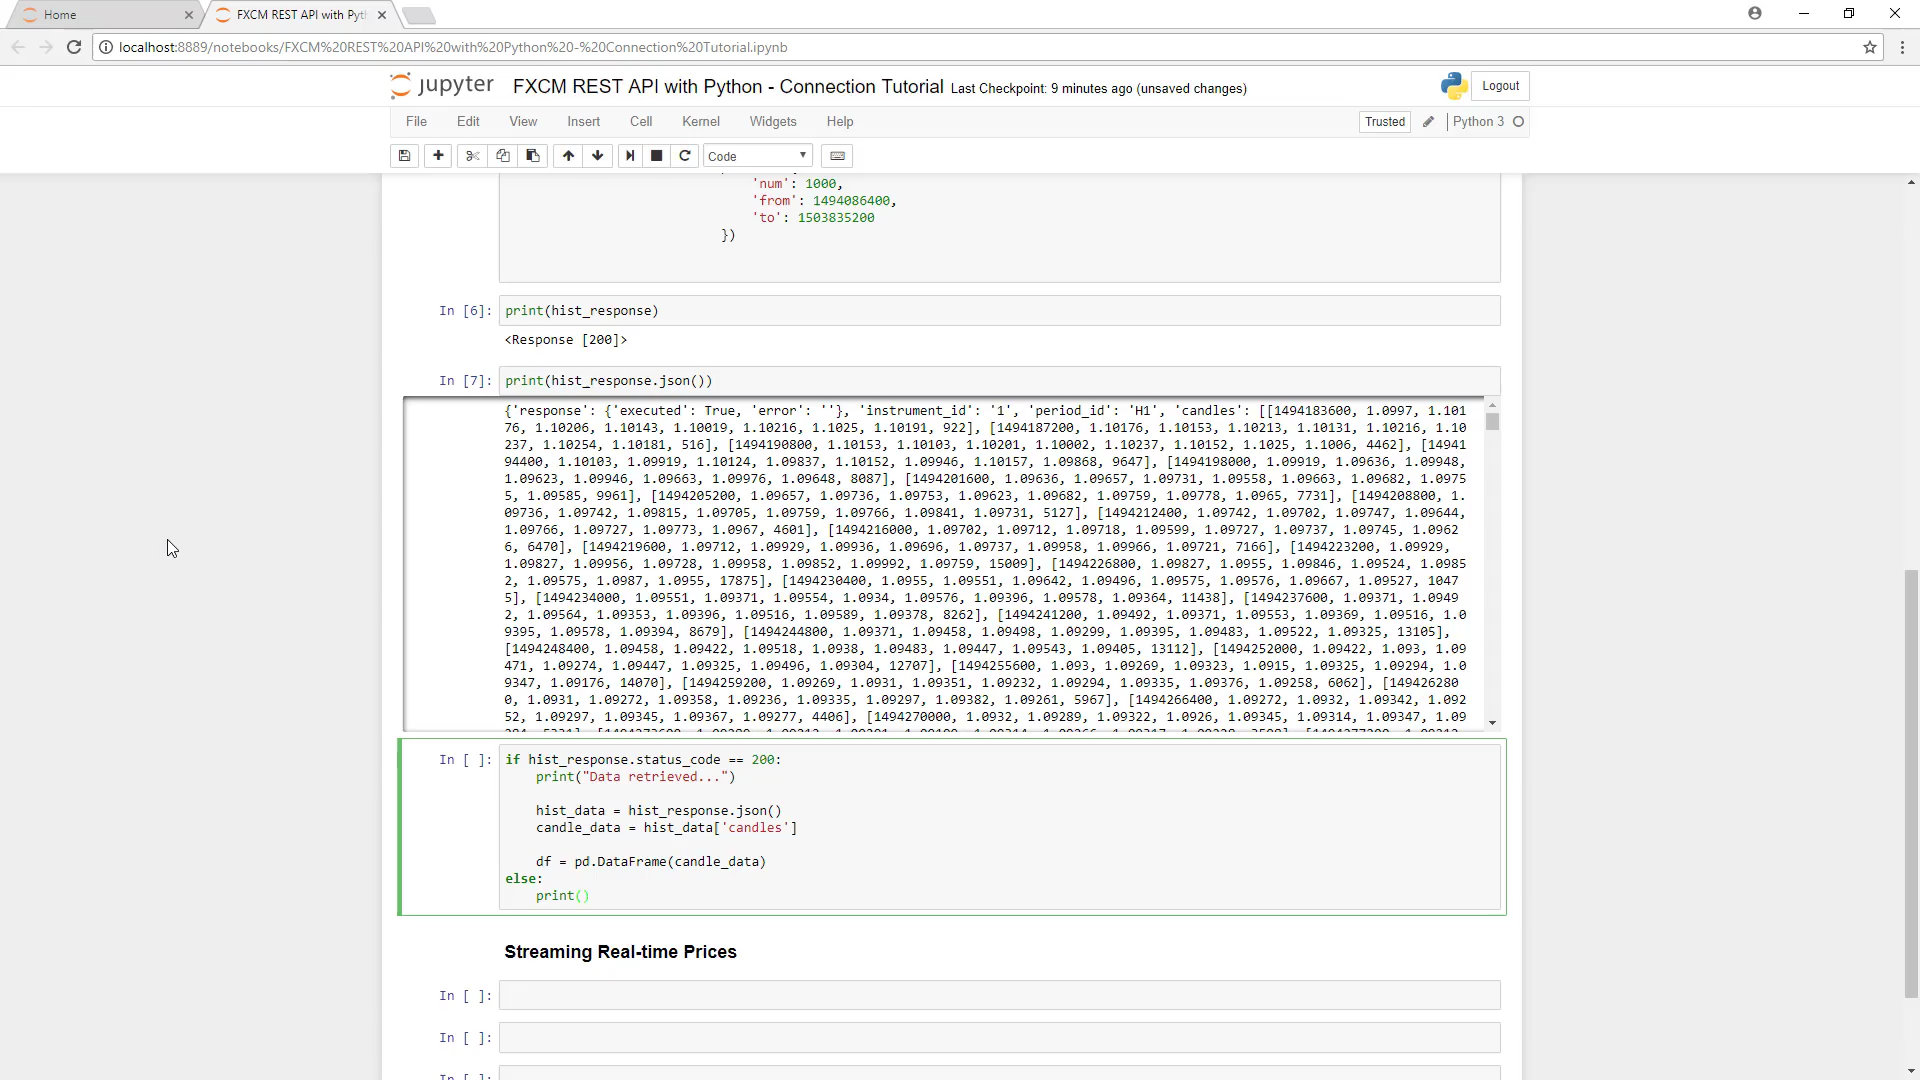 Home
FXCM REST API with Pyth
localhost:8889/notebooks/FXCM%20REST%20API%20with%20Python%20-%20Connection%20Tutorial.ipynb
jupyter FXCM REST API with Python - Connection Tutorial Last Checkpoint: 9 minutes ago (unsaved changes)
Logout
File Edit View Insert Cell Kernel Widgets Help
Trusted Python 3
Code
'num': 1000,
'from': 1494086400,
'to': 1503835200
})
In [6]: print(hist_response)
<Response [200]>
In [7]: print(hist_response.json())
{'response': {'executed': True, 'error': ''}, 'instrument_id': '1', 'period_id': 'H1', 'candles': [[1494183600, 1.0997, 1.101
76, 1.10206, 1.10143, 1.10019, 1.10216, 1.1025, 1.10191, 922], [1494187200, 1.10176, 1.10153, 1.10213, 1.10131, 1.10216, 1.10
237, 1.10254, 1.10181, 516], [1494190800, 1.10153, 1.10103, 1.10201, 1.10002, 1.10237, 1.10152, 1.1025, 1.1006, 4462], [14941
94400, 1.10103, 1.09919, 1.10124, 1.09837, 1.10152, 1.09946, 1.10157, 1.09868, 9647], [1494198000, 1.09919, 1.09636, 1.09948,
1.09623, 1.09946, 1.09663, 1.09976, 1.09648, 8087], [1494201600, 1.09636, 1.09657, 1.09731, 1.09558, 1.09663, 1.09682, 1.0975
5, 1.09585, 9961], [1494205200, 1.09657, 1.09736, 1.09753, 1.09623, 1.09682, 1.09759, 1.09778, 1.0965, 7731], [1494208800, 1.
09736, 1.09742, 1.09815, 1.09705, 1.09759, 1.09766, 1.09841, 1.09731, 5127], [1494212400, 1.09742, 1.09702, 1.09747, 1.09644,
1.09766, 1.09727, 1.09773, 1.0967, 4601], [1494216000, 1.09702, 1.09712, 1.09718, 1.09599, 1.09727, 1.09737, 1.09745, 1.0962
6, 6470], [1494219600, 1.09712, 1.09929, 1.09936, 1.09696, 1.09737, 1.09958, 1.09966, 1.09721, 7166], [1494223200, 1.09929,
1.09827, 1.09956, 1.09728, 1.09958, 1.09852, 1.09992, 1.09759, 15009], [1494226800, 1.09827, 1.0955, 1.09846, 1.09524, 1.0985
2, 1.09575, 1.0987, 1.0955, 17875], [1494230400, 1.0955, 1.09551, 1.09642, 1.09496, 1.09575, 1.09576, 1.09667, 1.09527, 1047
5], [1494234000, 1.09551, 1.09371, 1.09554, 1.0934, 1.09576, 1.09396, 1.09578, 1.09364, 11438], [1494237600, 1.09371, 1.0949
2, 1.09564, 1.09353, 1.09396, 1.09516, 1.09589, 1.09378, 8262], [1494241200, 1.09492, 1.09371, 1.09553, 1.09369, 1.09516, 1.0
9395, 1.09578, 1.09394, 8679], [1494244800, 1.09371, 1.09458, 1.09498, 1.09299, 1.09395, 1.09483, 1.09522, 1.09325, 13105],
[1494248400, 1.09458, 1.09422, 1.09518, 1.0938, 1.09483, 1.09447, 1.09543, 1.09405, 13112], [1494252000, 1.09422, 1.093, 1.09
471, 1.09274, 1.09447, 1.09325, 1.09496, 1.09304, 12707], [1494255600, 1.093, 1.09269, 1.09323, 1.0915, 1.09325, 1.09294, 1.0
9347, 1.09176, 14070], [1494259200, 1.09269, 1.0931, 1.09351, 1.09232, 1.09294, 1.09335, 1.09376, 1.09258, 6062], [149426280
0, 1.0931, 1.09272, 1.09358, 1.09236, 1.09335, 1.09297, 1.09382, 1.09261, 5967], [1494266400, 1.09272, 1.0932, 1.09342, 1.092
52, 1.09297, 1.09345, 1.09367, 1.09277, 4406], [1494270000, 1.0932, 1.09289, 1.09322, 1.0926, 1.09345, 1.09314, 1.09347, 1.09
In [ ]: if hist_response.status_code == 200:
print("Data retrieved...")
hist_data = hist_response.json()
candle_data = hist_data['candles']
df = pd.DataFrame(candle_data)
else:
print()
Streaming Real-time Prices
In [ ]:
In [ ]:
In [ ]: